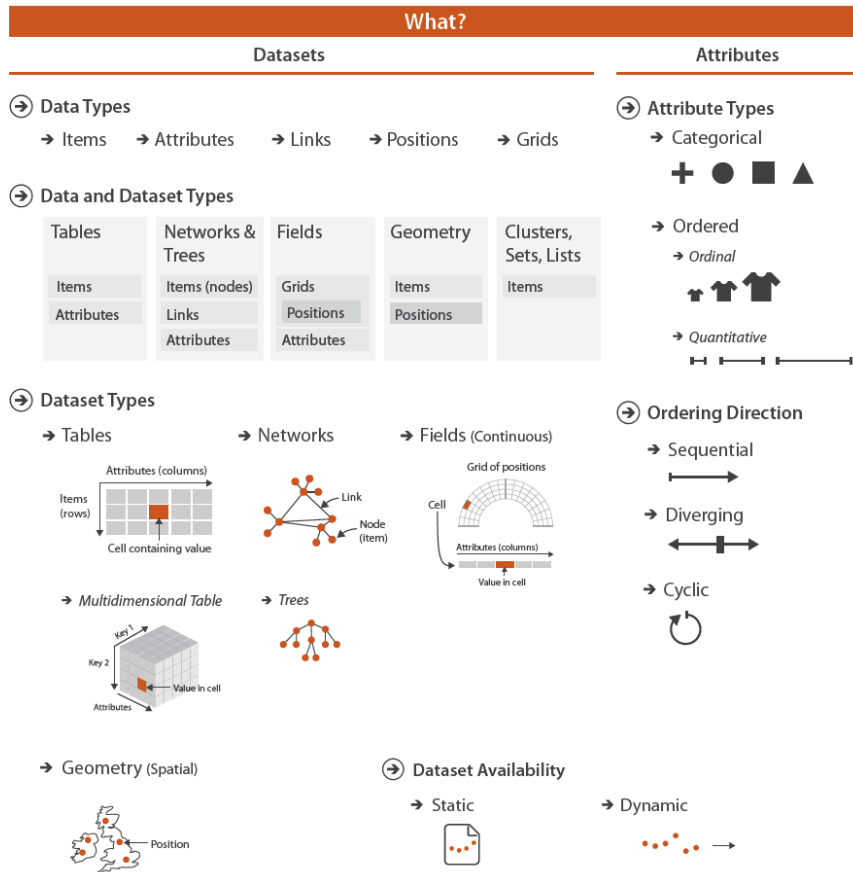 What?
Datasets
Attributes
Data Types
Items
Attributes
Links
Positions
Grids
Data and Dataset Types
Tables
Items
Attributes
Networks &
Trees
Items (nodes)
Links
Attributes
Fields
Grids
Positions
Attributes
Geometry
Items
Positions
Clusters,
Sets, Lists
Items
Dataset Types
Tables
Attributes (columns)
Items
(rows)
Cell containing value
Networks
Link
Node
(item)
Fields (Continuous)
Grid of positions
Cell
Attributes (columns)
Value in cell
Multidimensional Table
Key 1
Key 2
Value in cell
Attributes
Trees
Geometry (Spatial)
Position
Dataset Availability
Static
Dynamic
Attribute Types
Categorical
Ordered
Ordinal
Quantitative
Ordering Direction
Sequential
Diverging
Cyclic